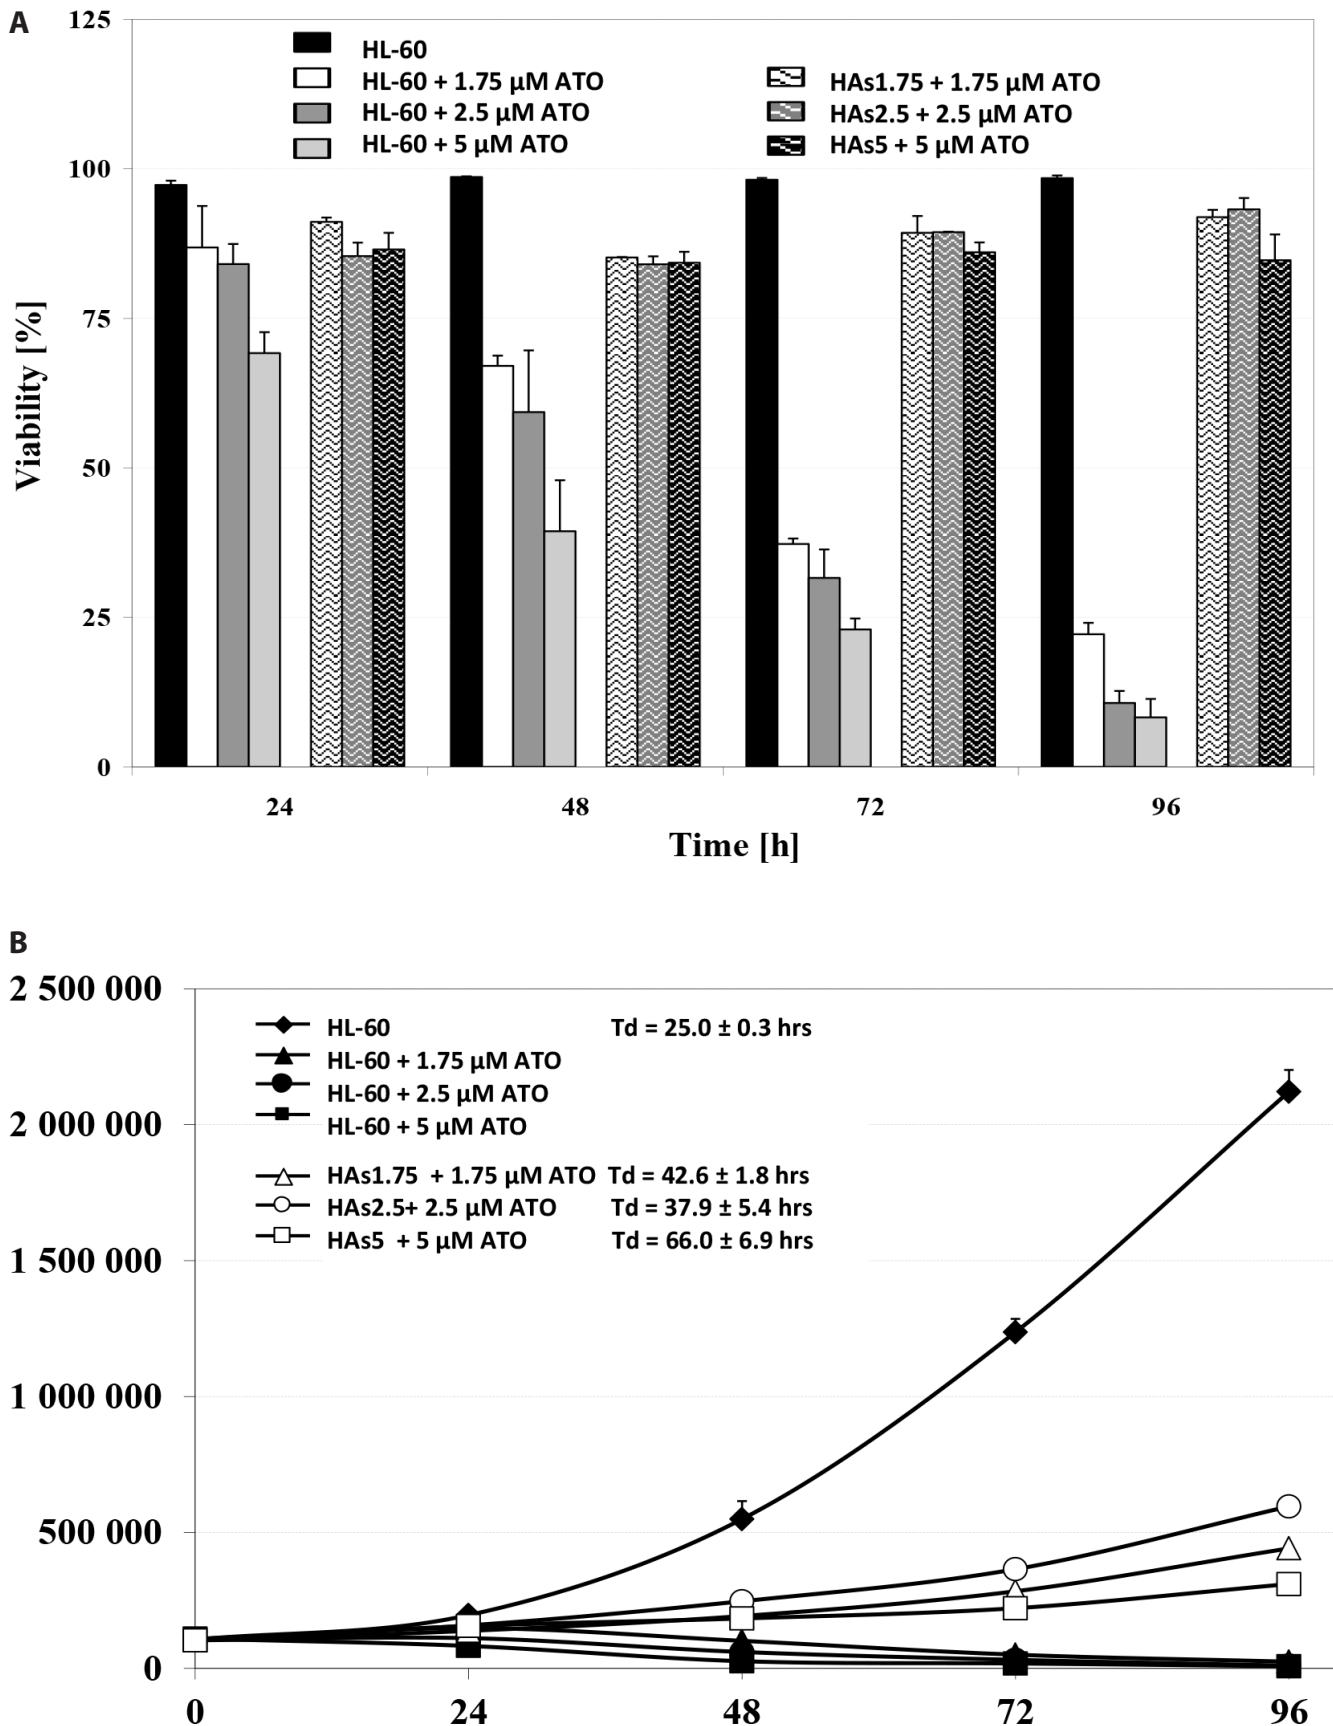 A
125
100
75
50
25
0
Viability [%]
HL-60
HL-60 + 1.75 µM ATO
HL-60 + 2.5 µM ATO
HL-60 + 5 µM ATO
HAs1.75 + 1.75 µM ATO
HAs2.5 + 2.5 µM ATO
HAs5 + 5 µM ATO
24 48 72 96
Time [h]
B
2 500 000
2 000 000
1 500 000
1 000 000
500 000
0
HL-60 Td = 25.0 ± 0.3 hrs
HL-60 + 1.75 µM ATO
HL-60 + 2.5 µM ATO
HL-60 + 5 µM ATO
HAs1.75 + 1.75 µM ATO Td = 42.6 ± 1.8 hrs
HAs2.5+ 2.5 µM ATO Td = 37.9 ± 5.4 hrs
HAs5 + 5 µM ATO Td = 66.0 ± 6.9 hrs
0 24 48 72 96